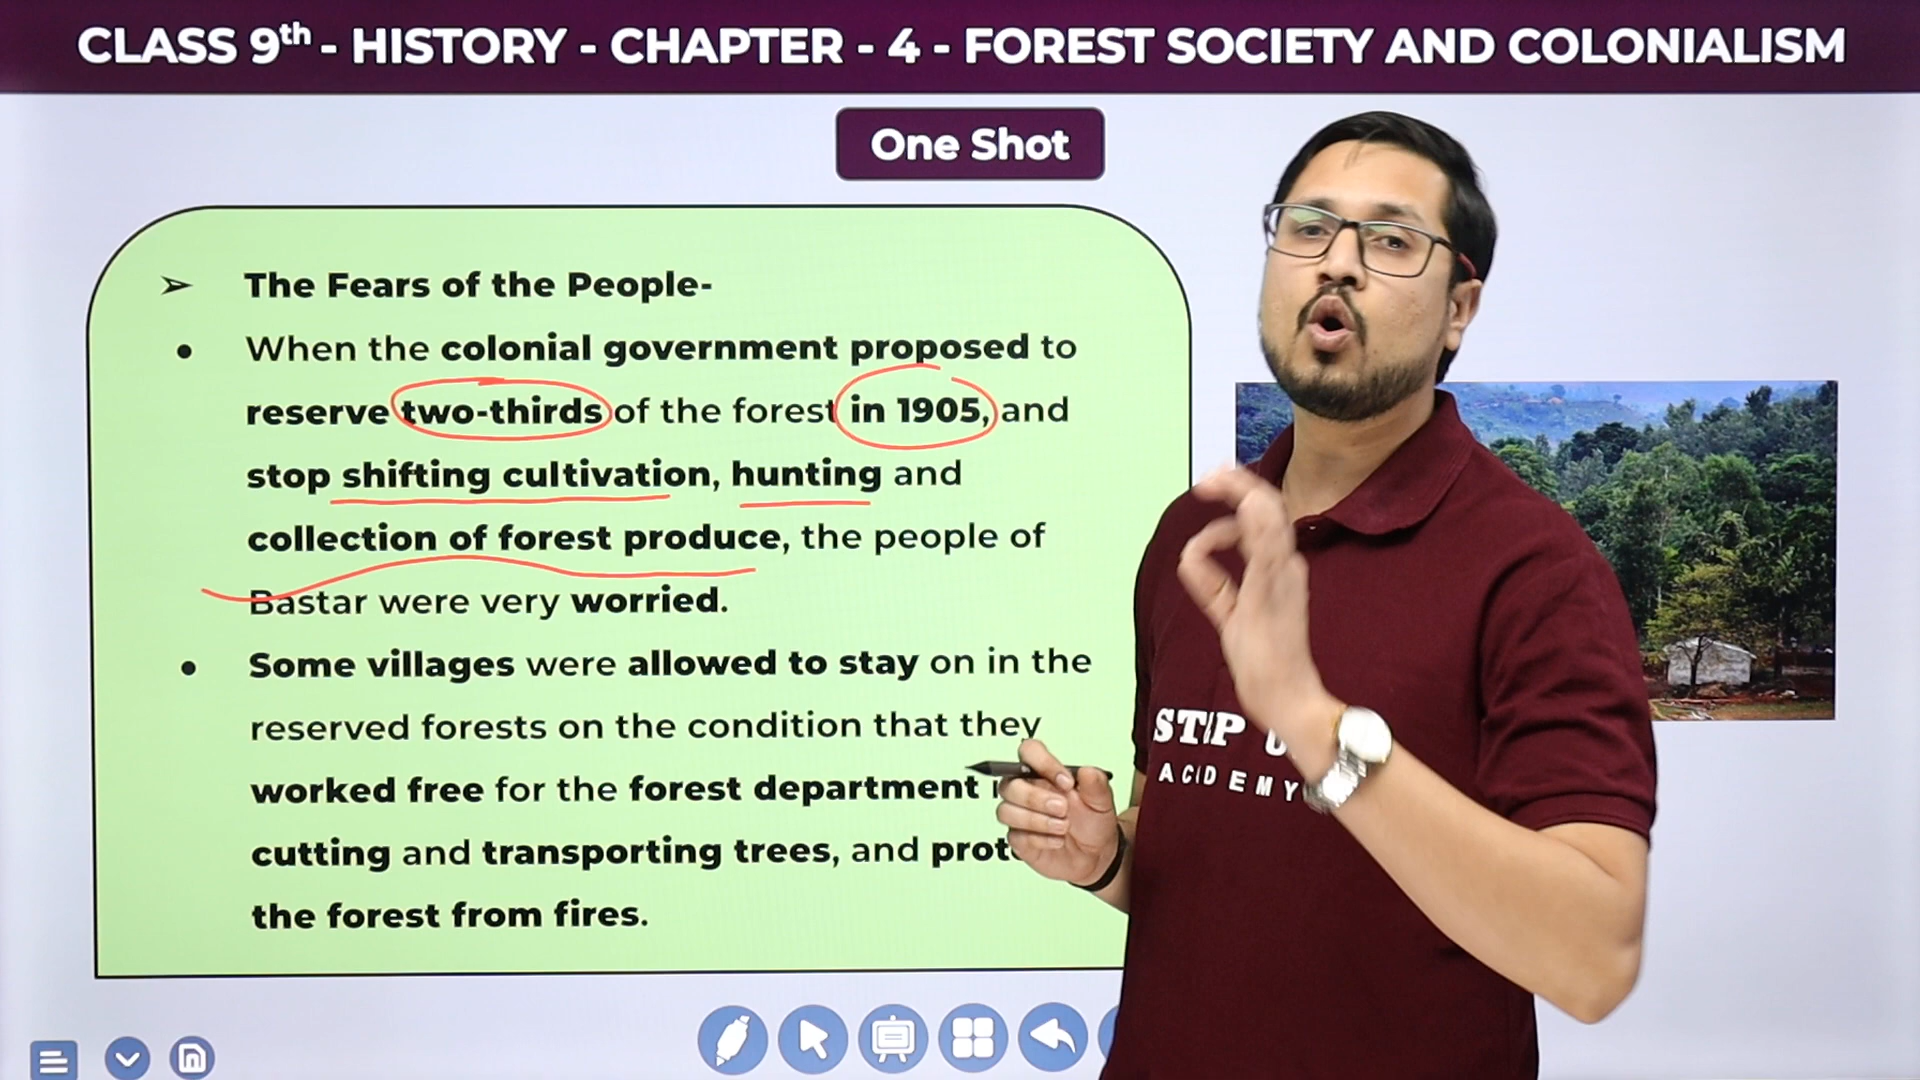 CLASS 9th - HISTORY - CHAPTER - 4 - FOREST SOCIETY AND COLONIALISM
One Shot
➢ The Fears of the People-
• When the colonial government proposed to
reserve two-thirds of the forest in 1905, and
stop shifting cultivation, hunting and
collection of forest produce, the people of
Bastar were very worried.
• Some villages were allowed to stay on in the
reserved forests on the condition that they
worked free for the forest department
cutting and transporting trees, and
the forest from fires.
STEP
ACADEMY